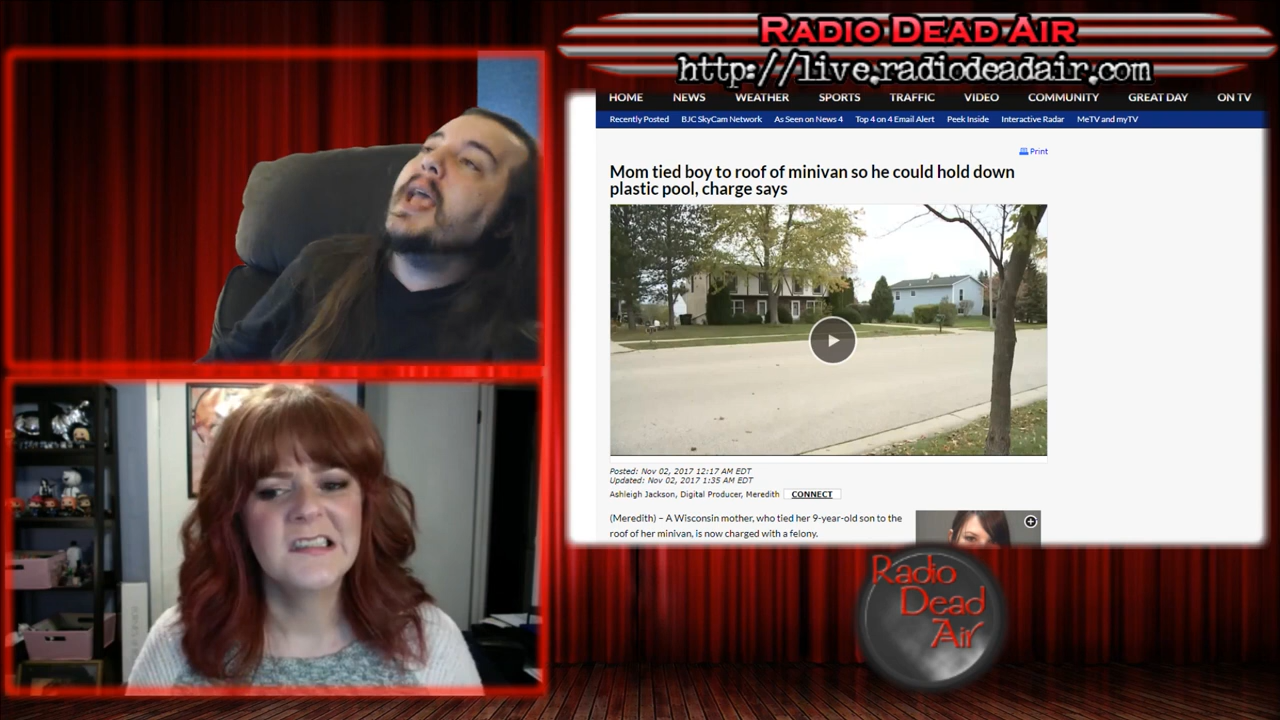 RADIO DEAD AIR
http://live.radiodeadair.com
HOME NEWS WEATHER SPORTS TRAFFIC VIDEO COMMUNITY GREAT DAY ON TV
Recently Posted BJC SkyCam Network As Seen on News 4 Top 4 on 4 Email Alert Peek Inside Interactive Radar MeTV and myTV
Print
Mom tied boy to roof of minivan so he could hold down
plastic pool, charge says
Posted: Nov 02, 2017 12:17 AM EDT
Updated: Nov 02, 2017 1:35 AM EDT
Ashleigh Jackson, Digital Producer, Meredith CONNECT
(Meredith) – A Wisconsin mother, who tied her 9-year-old son to the
roof of her minivan, is now charged with a felony.
Radio
Dead
Air